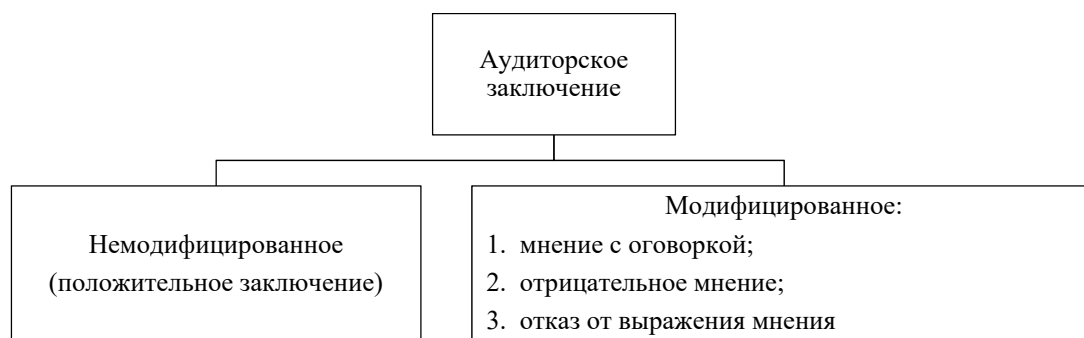 Аудиторское
заключение
Немодифицированное
(положительное заключение)
Модифицированное:
1. мнение с оговоркой;
2. отрицательное мнение;
3. отказ от выражения мнения